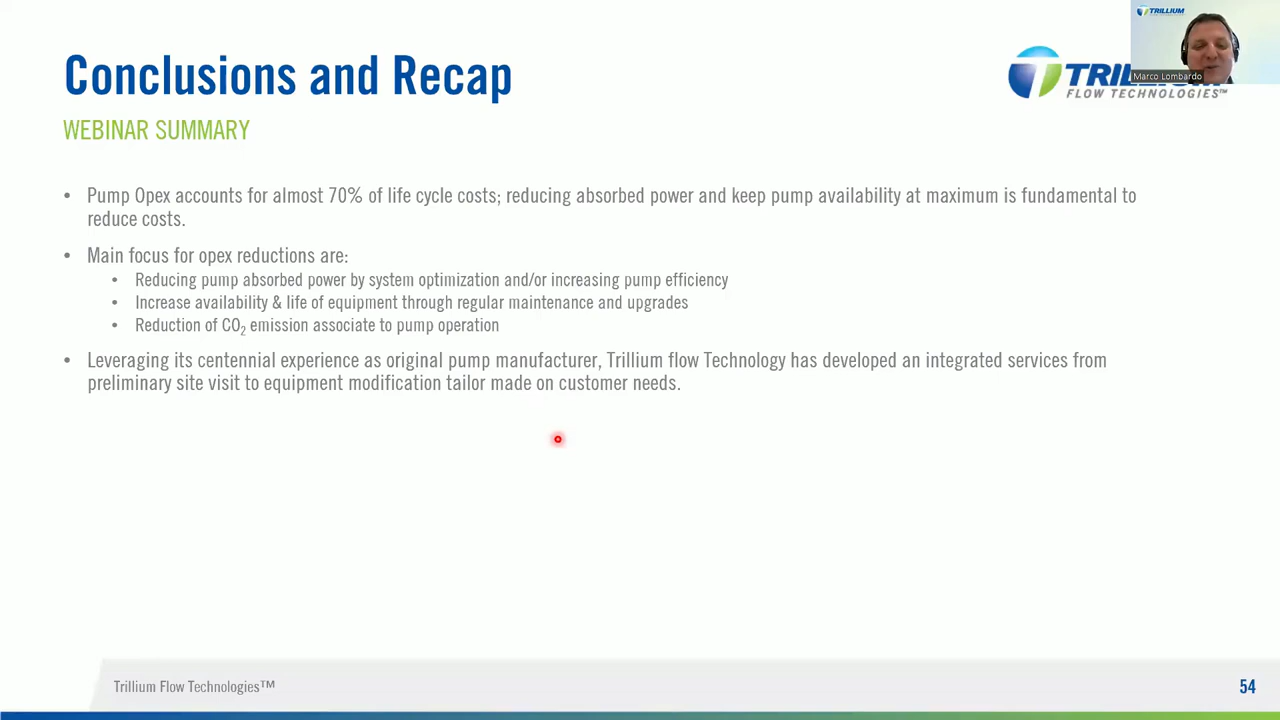 TRILLIUM
Conclusions and Recap
TRIL
Marco Lombardo
FLOW TECHNOLOGIES™
WEBINAR SUMMARY
• Pump Opex accounts for almost 70% of life cycle costs; reducing absorbed power and keep pump availability at maximum is fundamental to
reduce costs.
• Main focus for opex reductions are:
• Reducing pump absorbed power by system optimization and/or increasing pump efficiency
• Increase availability & life of equipment through regular maintenance and upgrades
• Reduction of CO₂ emission associate to pump operation
• Leveraging its centennial experience as original pump manufacturer, Trillium flow Technology has developed an integrated services from
preliminary site visit to equipment modification tailor made on customer needs.
Trillium Flow Technologies™
54